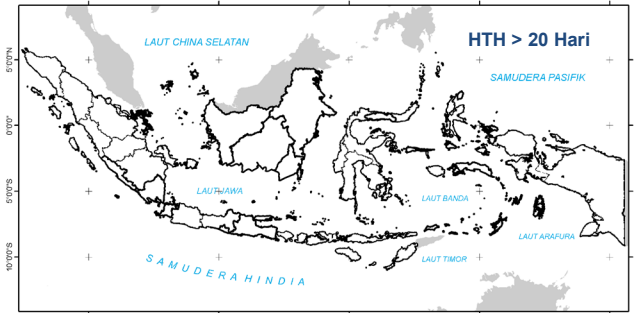 LAUT CHINA SELATAN
HTH > 20 Hari
5°0'0"N
SAMUDERA PASIFIK
0°0'0"
LAUT JAWA
5°0'0"S
LAUT BANDA
LAUT ARAFURA
10°0'0"S
SAMUDERA HINDIA
LAUT TIMOR